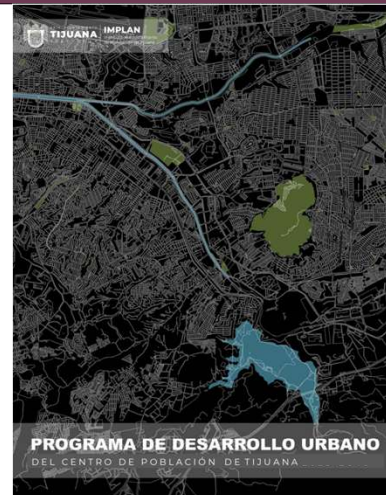 TIJUANA IMPLAN
PROGRAMA DE DESARROLLO URBANO
DEL CENTRO DE POBLACIÓN DE TIJUANA